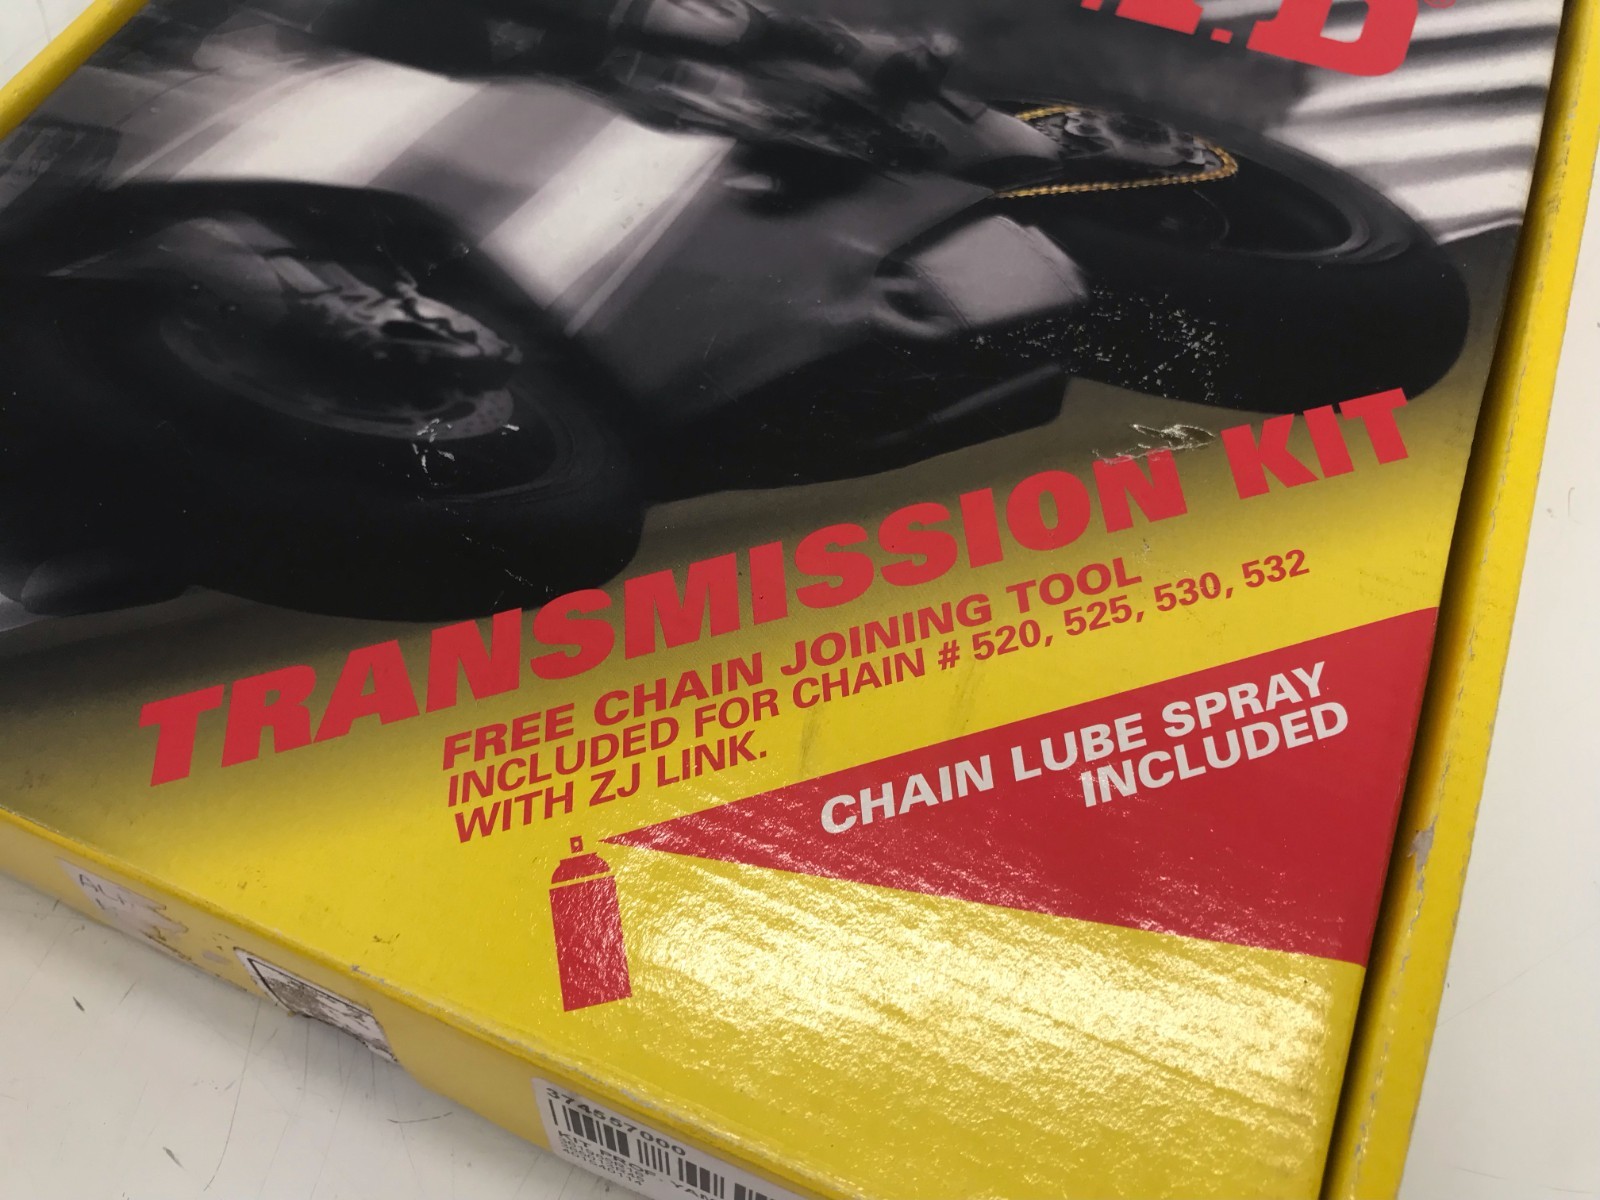 TRANSMISSION KIT
FREE CHAIN JOINING TOOL
INCLUDED FOR CHAIN # 520, 525, 530, 532
WITH ZJ LINK.
CHAIN LUBE SPRAY
INCLUDED
374557000